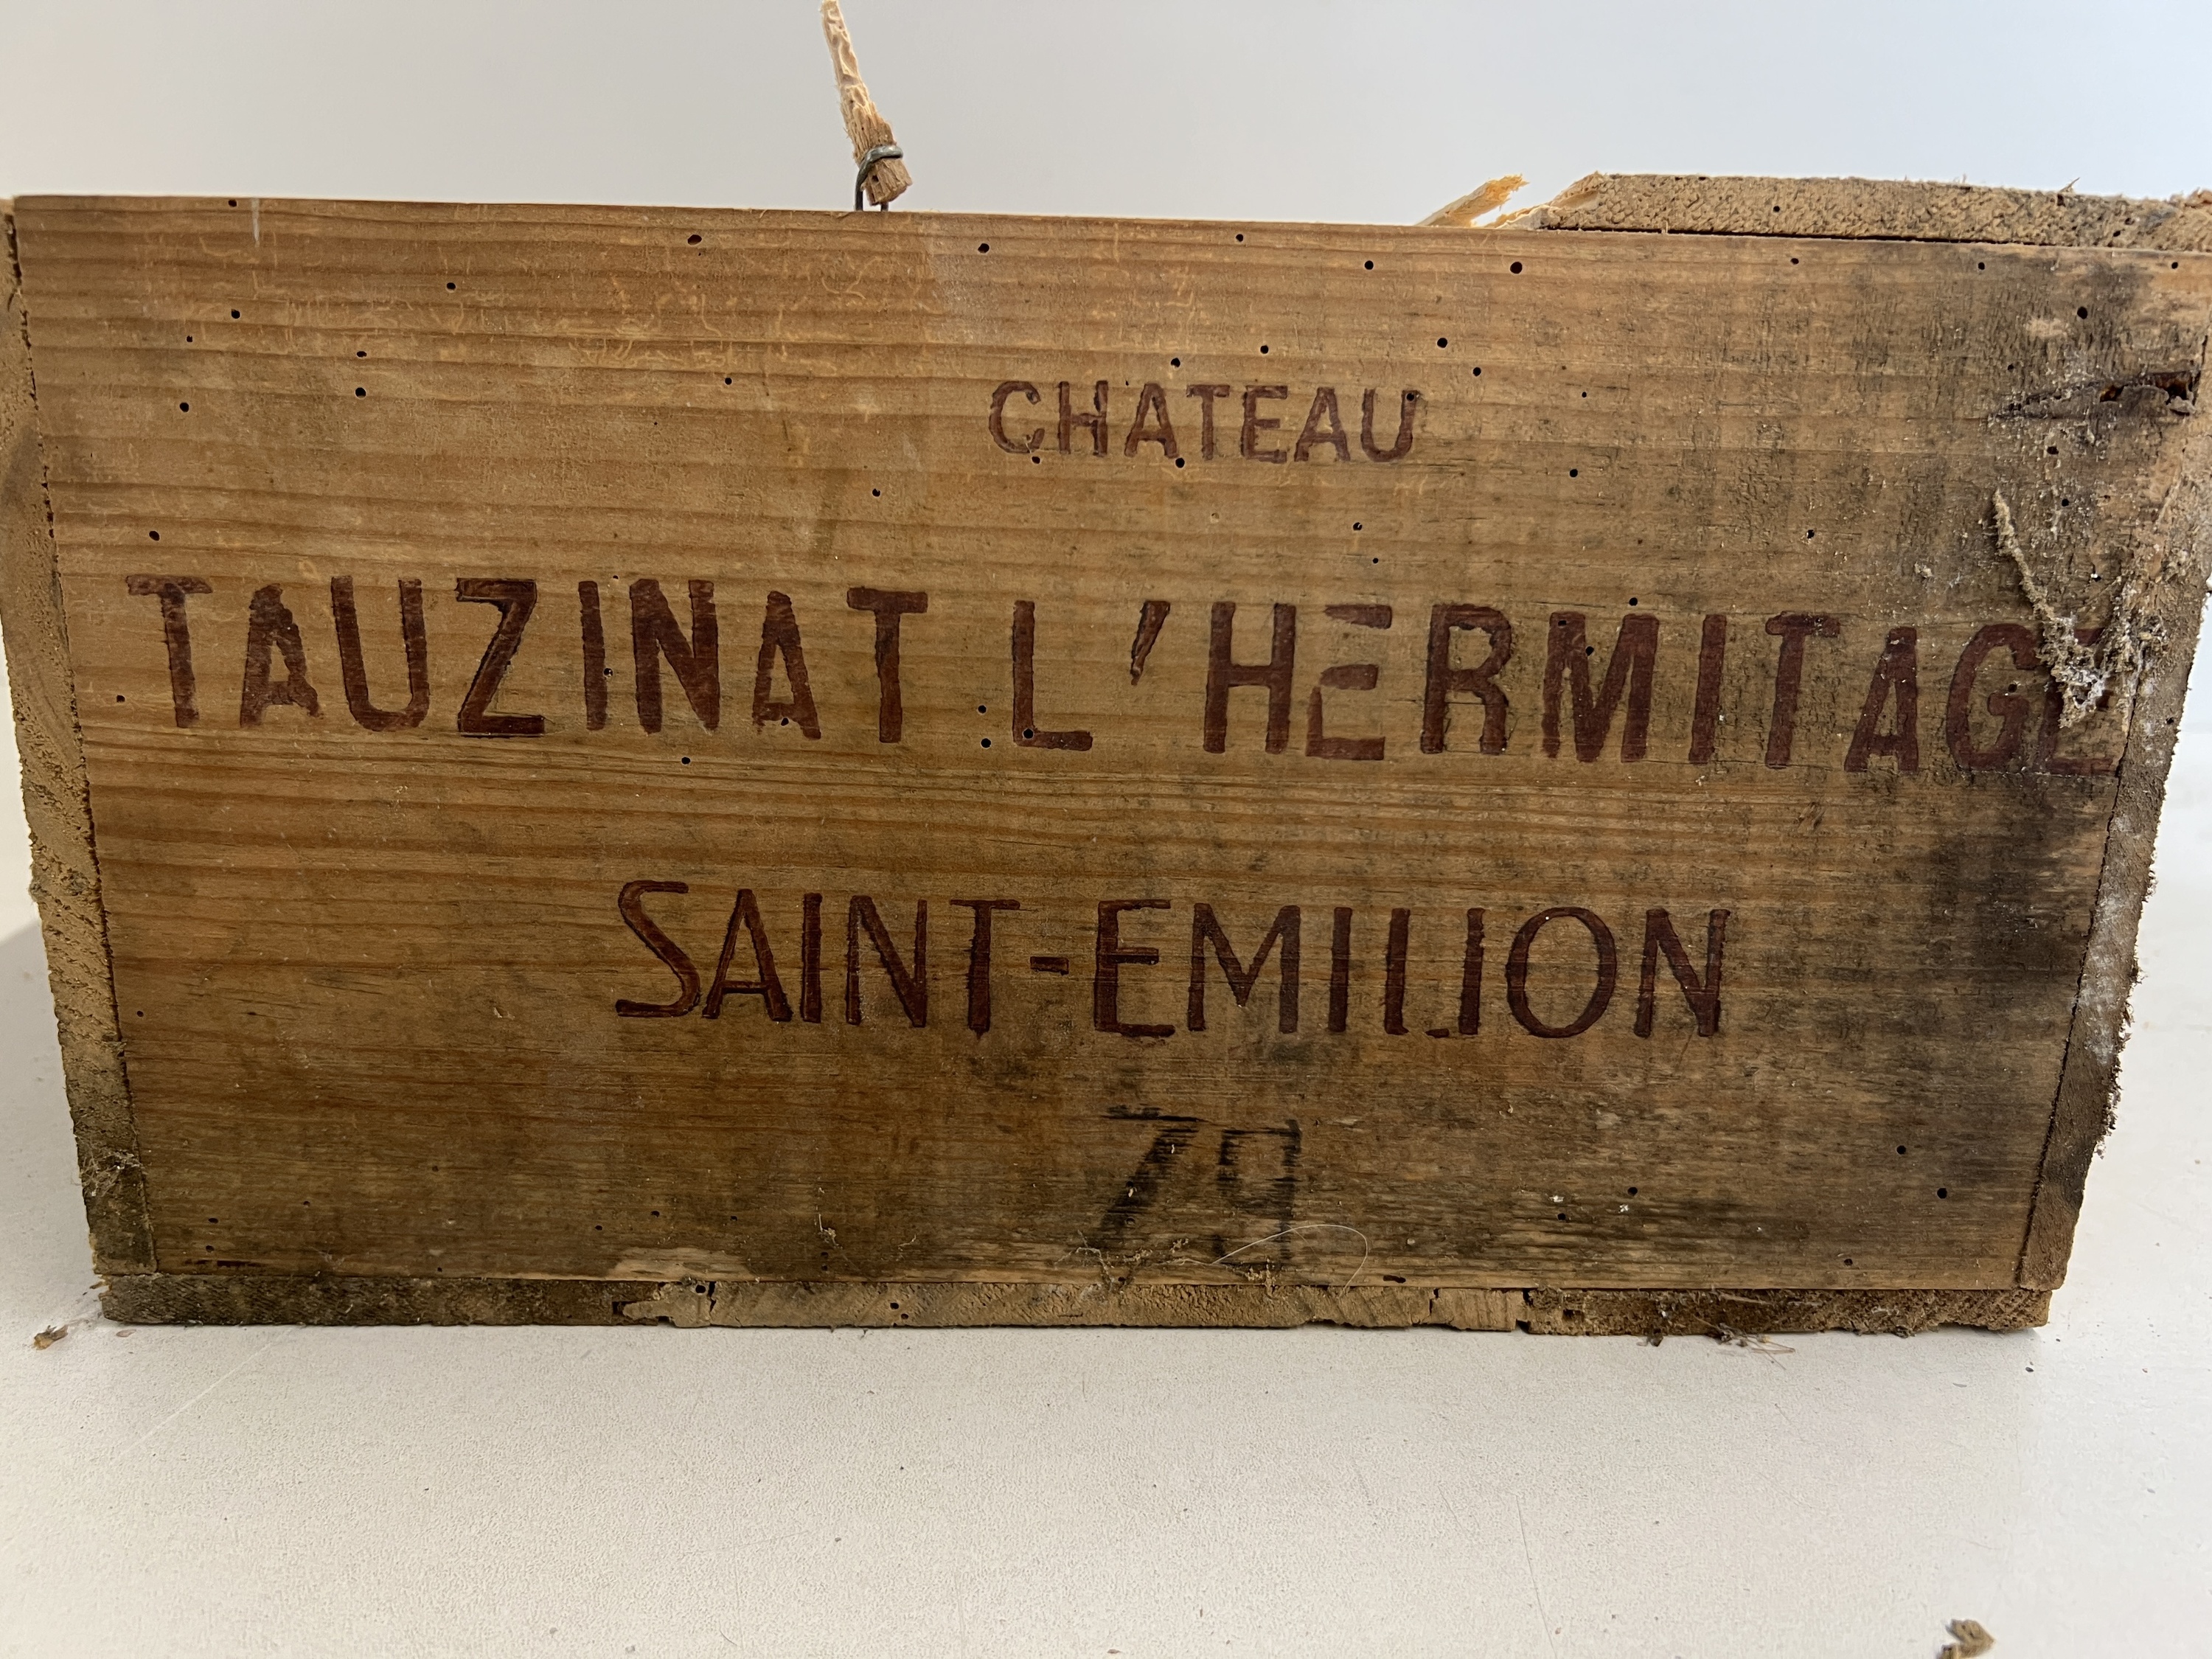 CHATEAU
TAUZINAT L'HERMITAGE
SAINT-EMILION
79